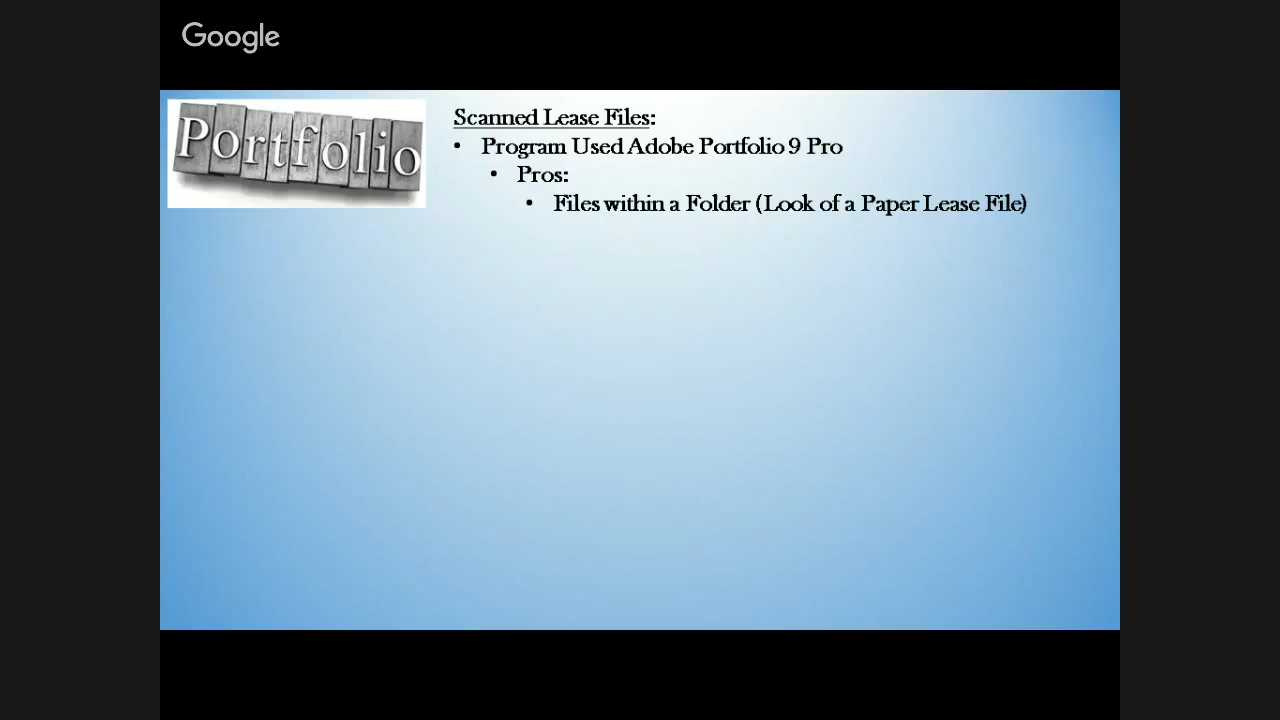 Google
Portfolio
Scanned Lease Files:
• Program Used Adobe Portfolio 9 Pro
• Pros:
• Files within a Folder (Look of a Paper Lease File)